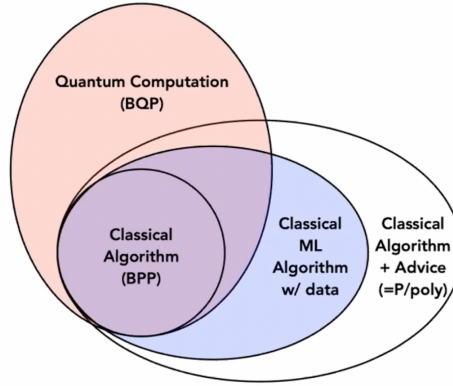 Quantum Computation
(BQP)
Classical
Algorithm
(BPP)
Classical
ML
Algorithm
w/ data
Classical
Algorithm
+ Advice
(=P/poly)